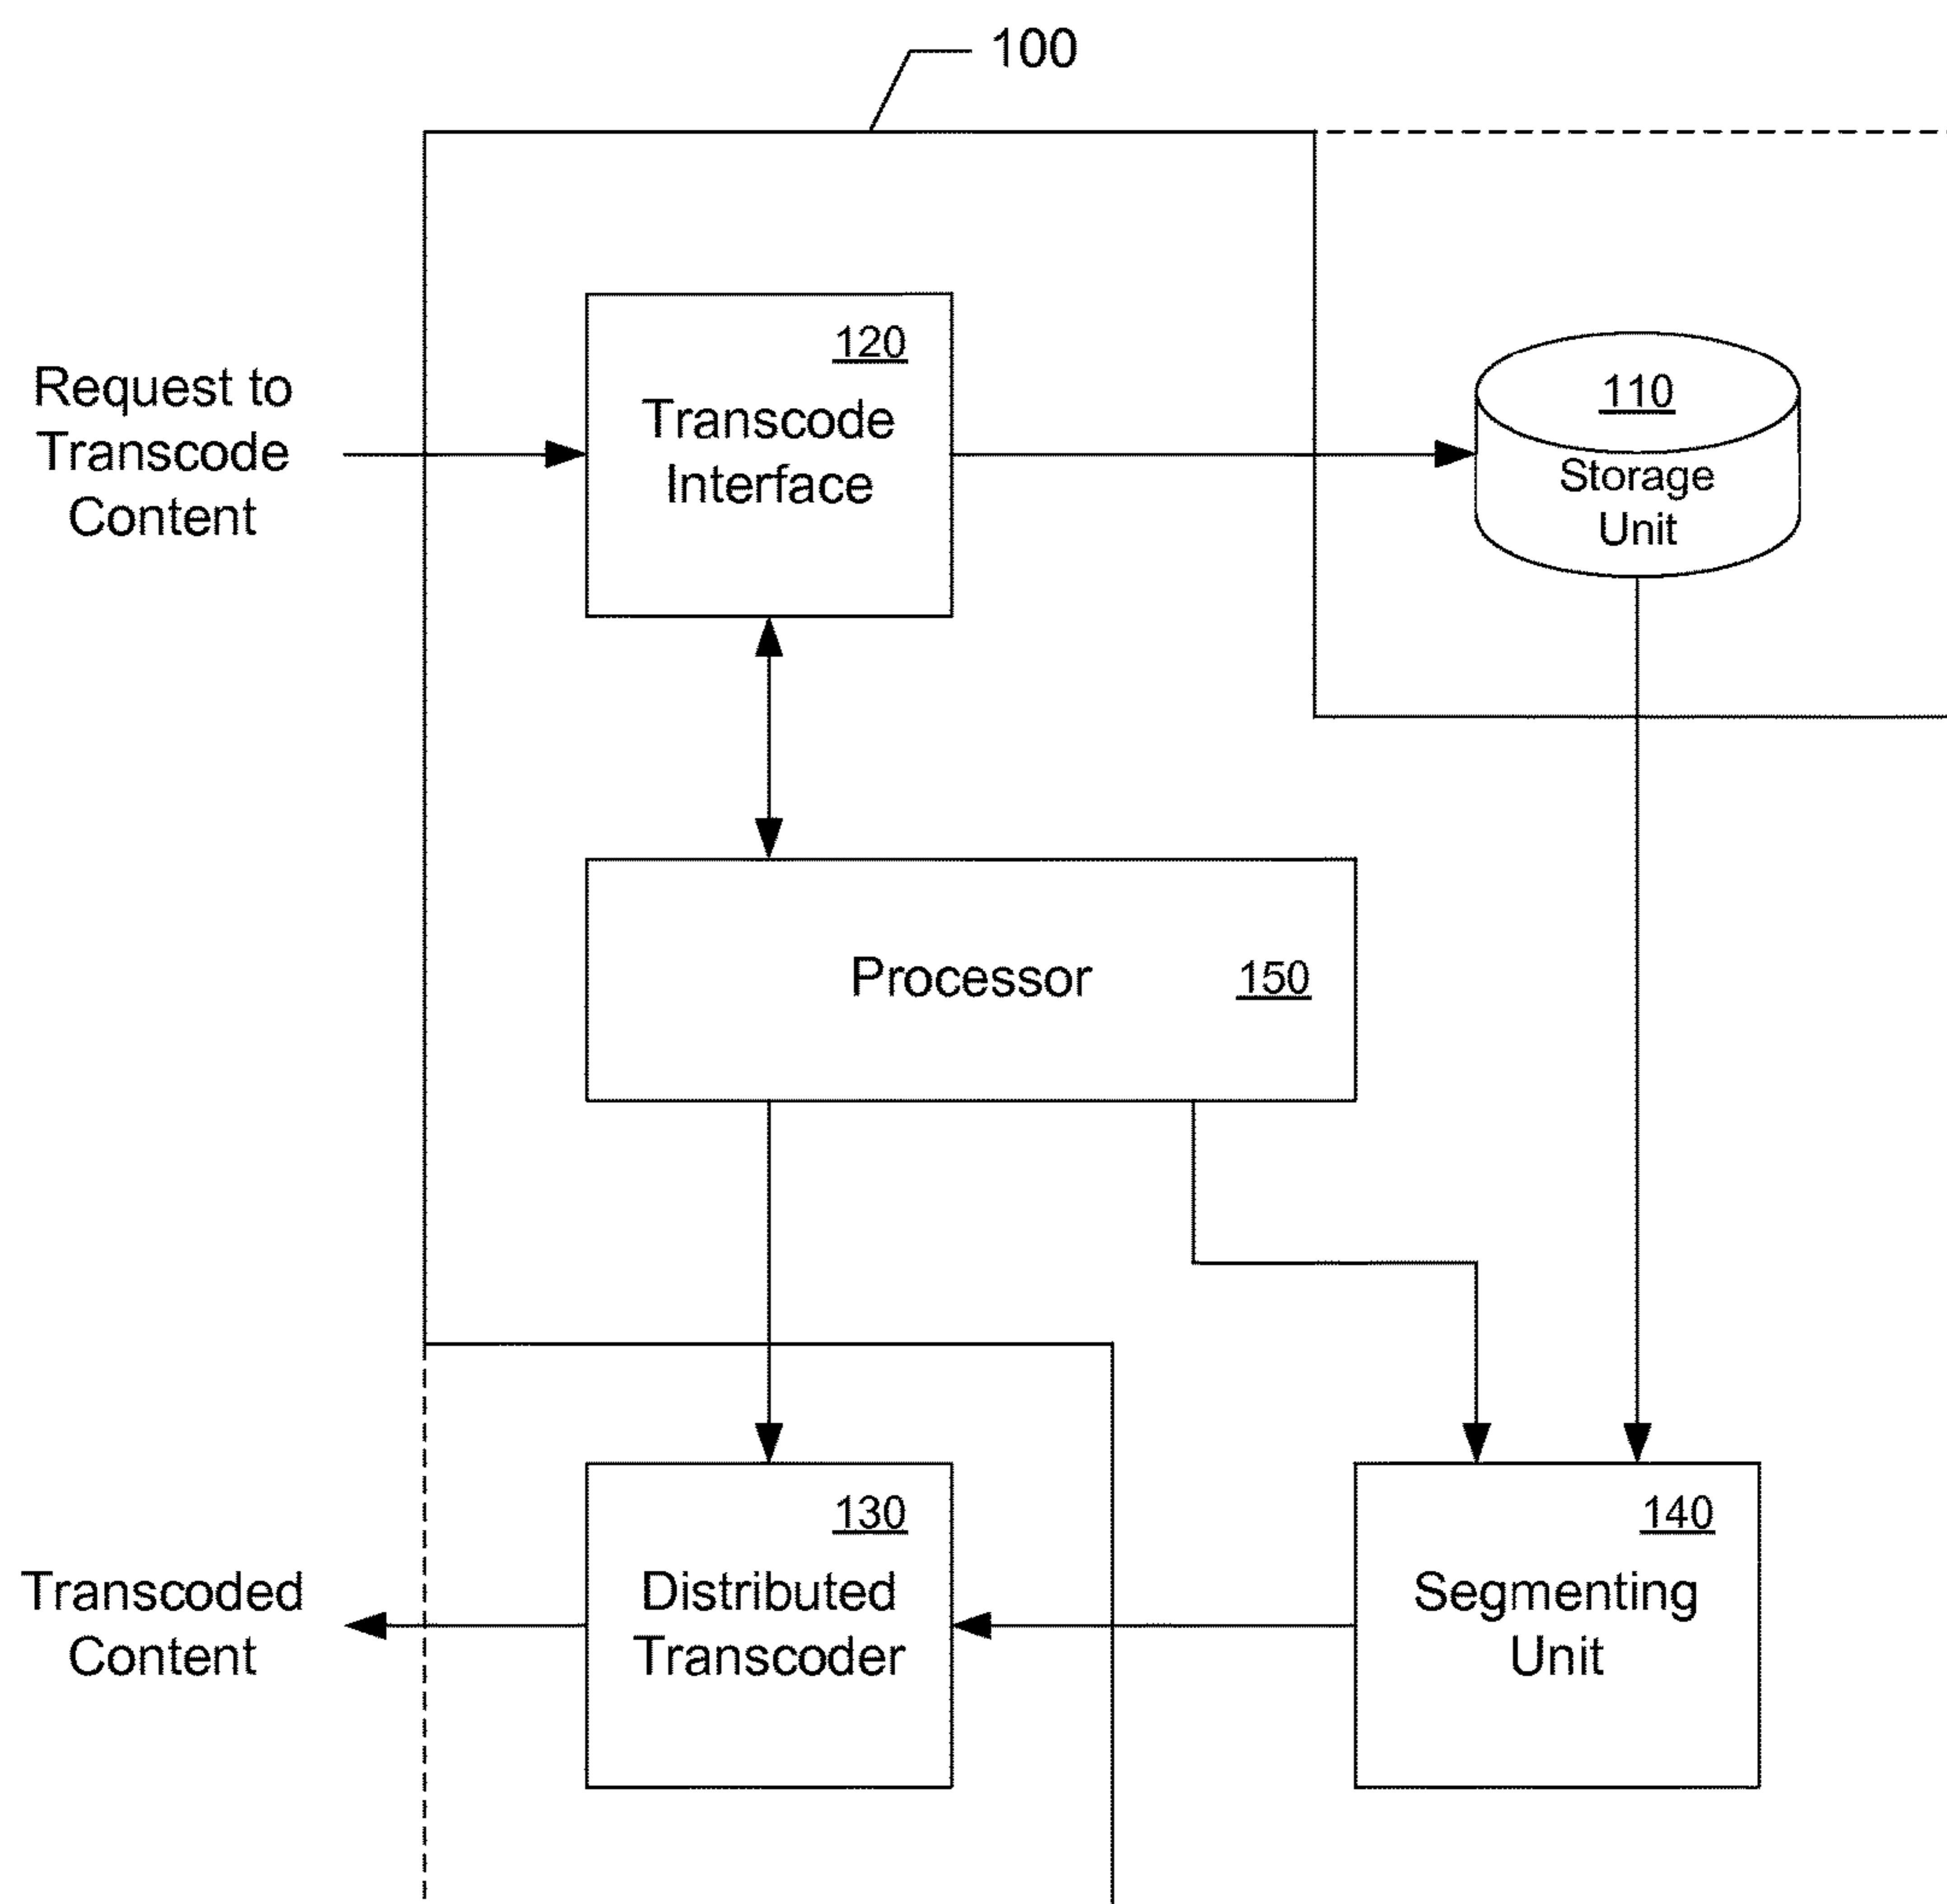 100
120
Transcode
Interface
Request to
Transcode
Content
110
Storage
Unit
Processor 150
130
Distributed
Transcoder
140
Segmenting
Unit
Transcoded
Content